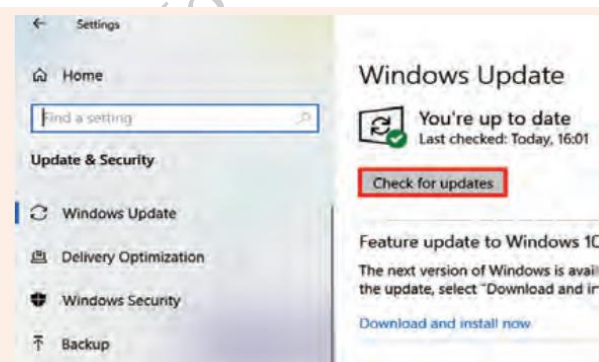 Settings
Home
Find a setting
Update & Security
Windows Update
Delivery Optimization
Windows Security
Backup
Windows Update
You're up to date
Last checked: Today, 16:01
Check for updates
Feature update to Windows 10
The next version of Windows is
the update, select "Download and
Download and install now